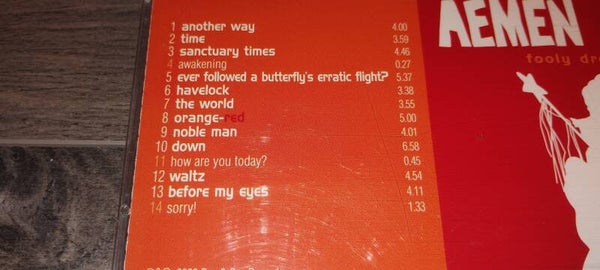 AEMEN
fooly dr
1 another way 4.00
2 time 3.59
3 sanctuary times 4.46
4 awakening 0.27
5 ever followed a butterfly's erratic flight? 5.37
6 havelock 3.38
7 the world 3.55
8 orange-red 5.00
9 noble man 4.01
10 down 6.58
11 how are you today? 0.45
12 waltz 4.54
13 before my eyes 4.11
14 sorry! 1.33